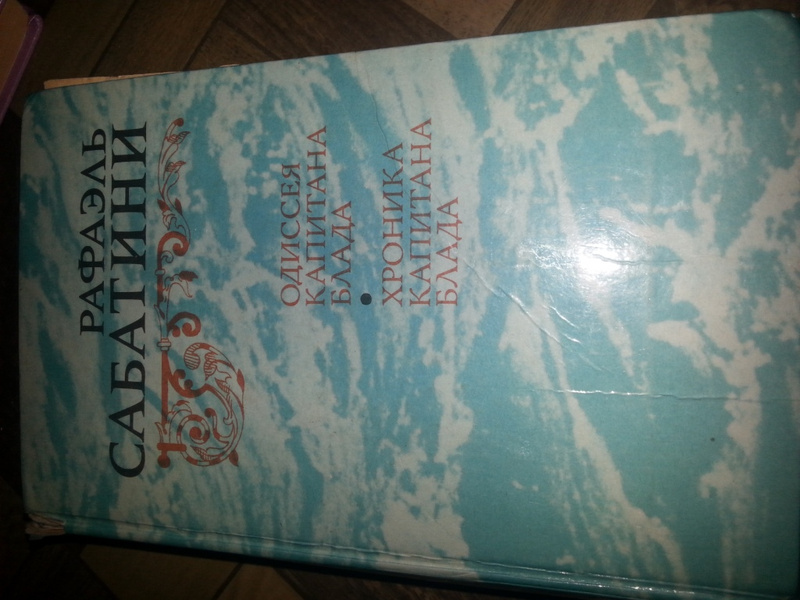 РАФАЭЛЬ
САБАТИНИ
ОДИССЕЯ
КАПИТАНА
БЛАДА
•
ХРОНИКА
КАПИТАНА
БЛАДА